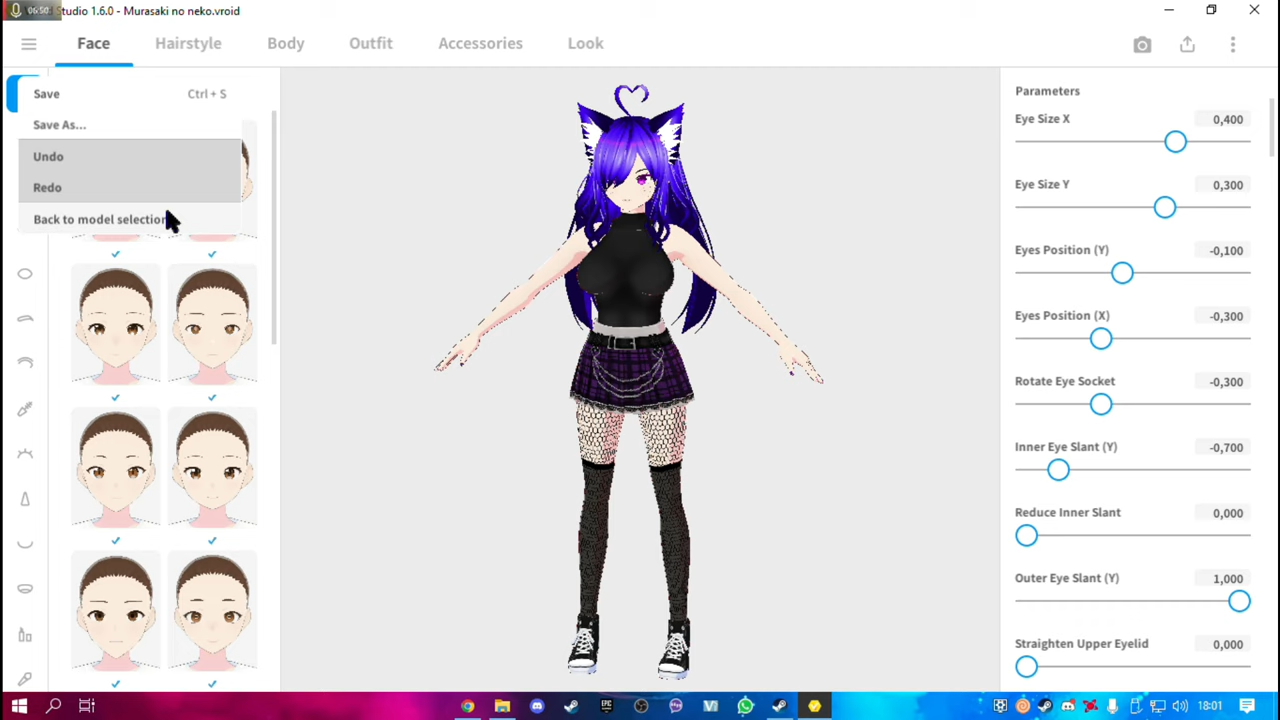 06:50
Studio 1.6.0 - Murasaki no neko.vroid
Face
Hairstyle
Body
Outfit
Accessories
Look
Save
Ctrl + S
Save As...
Undo
Redo
Back to model selection
Parameters
Eye Size X
0,400
Eye Size Y
0,300
Eyes Position (Y)
-0,100
Eyes Position (X)
-0,300
Rotate Eye Socket
-0,300
Inner Eye Slant (Y)
-0,700
Reduce Inner Slant
0,000
Outer Eye Slant (Y)
1,000
Straighten Upper Eyelid
0,000
EPIC
18:01